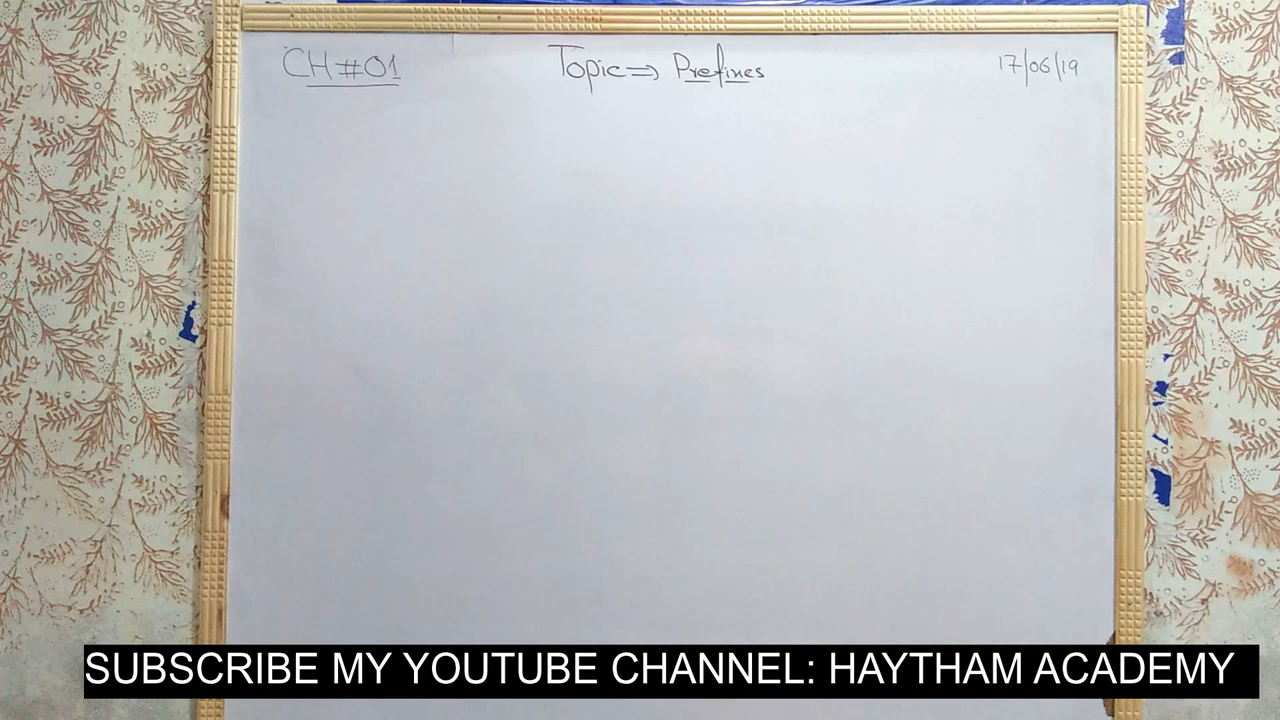 CH #01 Topic ⇒ Prefixes 17/06/19
SUBSCRIBE MY YOUTUBE CHANNEL: HAYTHAM ACADEMY